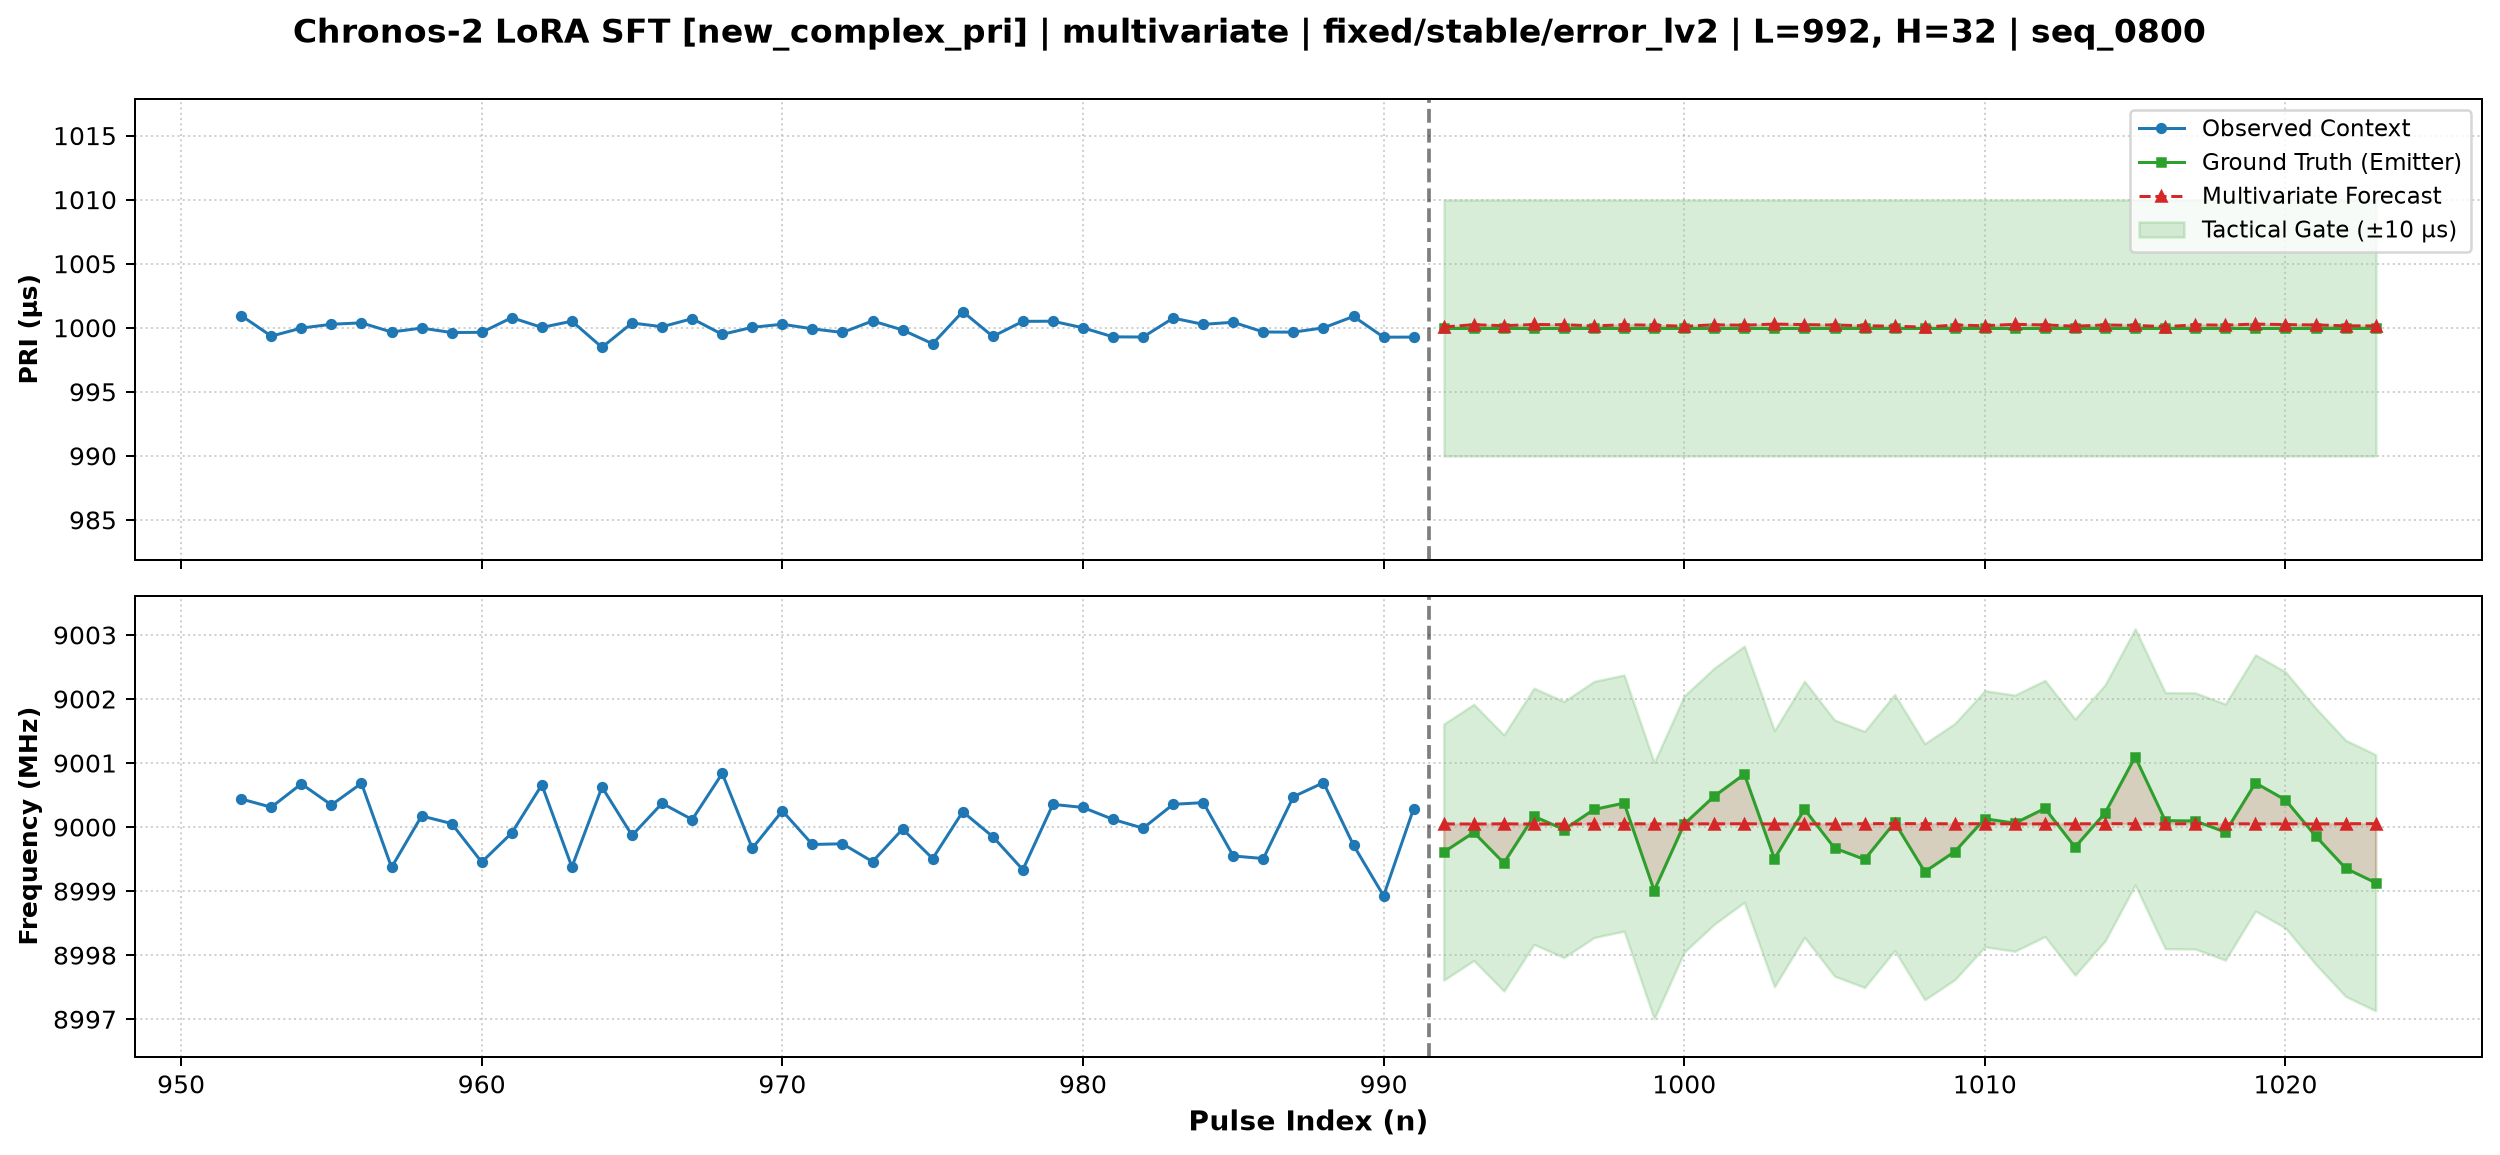 Chronos-2 LoRA SFT [new_complex_pri] | multivariate | fixed/stable/error_lv2 | L=992, H=32 | seq_0800
Observed Context
Ground Truth (Emitter)
Multivariate Forecast
Tactical Gate (±10 µs)
PRI (µs)
1015
1010
1005
1000
995
990
985
Frequency (MHz)
9003
9002
9001
9000
8999
8998
8997
950 960 970 980 990 1000 1010 1020
Pulse Index (n)